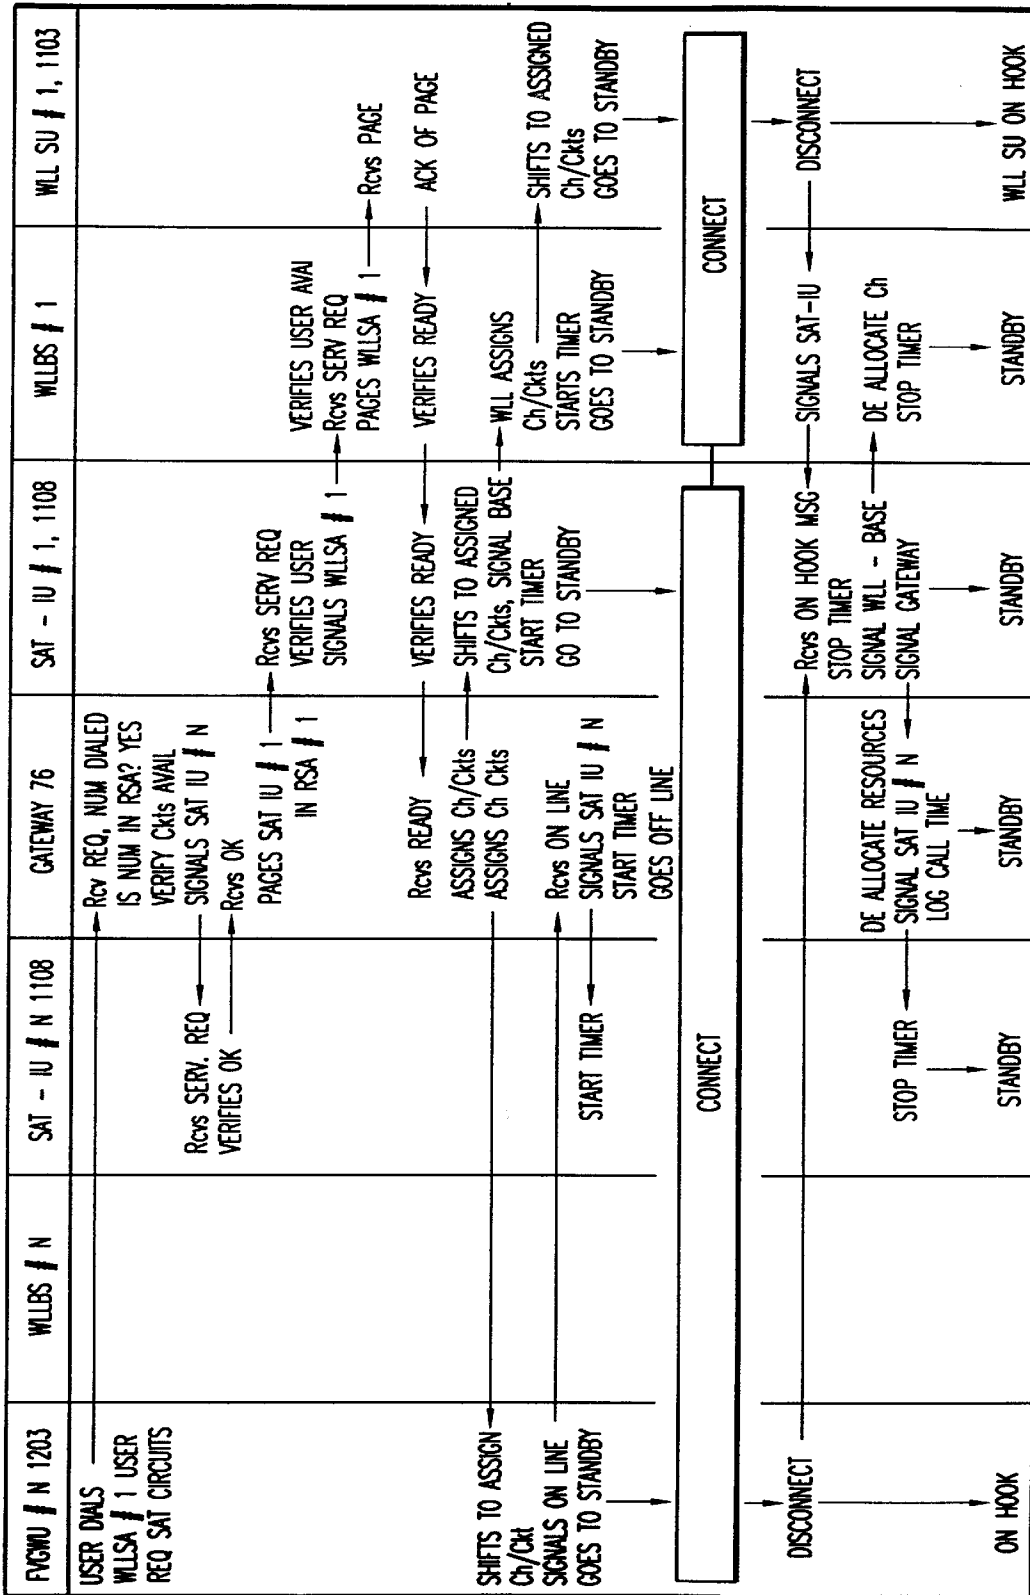 FVGWU # N 1203
WLLBS # N
SAT - IU # N 1108
GATEWAY 76
SAT - IU # 1, 1108
WLLBS # 1
WLL SU # 1, 1103
USER DIALS
WLLSA # 1 USER
REQ SAT CIRCUITS
Rcv REQ, NUM DIALED
IS NUM IN RSA? YES
VERIFY Ckts AVAIL
SIGNALS SAT IU # N
Rcvs SERV. REQ
VERIFIES OK
Rcvs OK
PAGES SAT IU # 1
IN RSA # 1
Rcvs SERV REQ
VERIFIES USER
SIGNALS WLLSA # 1
VERIFIES USER AVAI
Rcvs SERV REQ
PAGES WLLSA # 1
Rcvs PAGE
ACK OF PAGE
VERIFIES READY
VERIFIES READY
Rcvs READY
ASSIGNS Ch/Ckts
ASSIGNS Ch Ckts
SHIFTS TO ASSIGNED
Ch/Ckts, SIGNAL BASE
START TIMER
GO TO STANDBY
WLL ASSIGNS
Ch/Ckts
STARTS TIMER
GOES TO STANDBY
SHIFTS TO ASSIGNED
Ch/Ckts
GOES TO STANDBY
SHIFTS TO ASSIGN
Ch/Ckt
SIGNALS ON LINE
GOES TO STANDBY
Rcvs ON LINE
SIGNALS SAT IU # N
START TIMER
GOES OFF LINE
START TIMER
CONNECT
CONNECT
DISCONNECT
DISCONNECT
SIGNALS SAT-IU
Rcvs ON HOOK MSG
STOP TIMER
SIGNAL WLL - BASE
SIGNAL GATEWAY
DE ALLOCATE Ch
STOP TIMER
DE ALLOCATE RESOURCES
SIGNAL SAT IU # N
LOG CALL TIME
STOP TIMER
ON HOOK
STANDBY
STANDBY
STANDBY
STANDBY
WLL SU ON HOOK